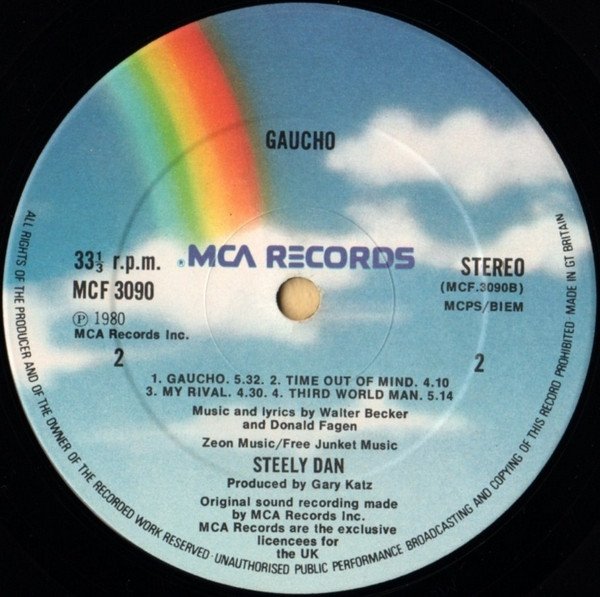 GAUCHO
33⅓ r.p.m.
MCF 3090
® MCA RECORDS
STEREO
(MCF.3090B)
MCPS/BIEM
Ⓟ 1980
MCA Records Inc.
2
2
1. GAUCHO. 5.32. 2. TIME OUT OF MIND. 4.10
3. MY RIVAL. 4.30. 4. THIRD WORLD MAN. 5.14
Music and lyrics by Walter Becker
and Donald Fagen
Zeon Music/Free Junket Music
STEELY DAN
Produced by Gary Katz
Original sound recording made
by MCA Records Inc.
MCA Records are the exclusive
licencees for
the UK
ALL RIGHTS OF THE PRODUCER AND OF THE OWNER OF THE RECORDED WORK RESERVED · UNAUTHORISED PUBLIC PERFORMANCE BROADCASTING AND COPYING OF THIS RECORD PROHIBITED MADE IN GT BRITAIN